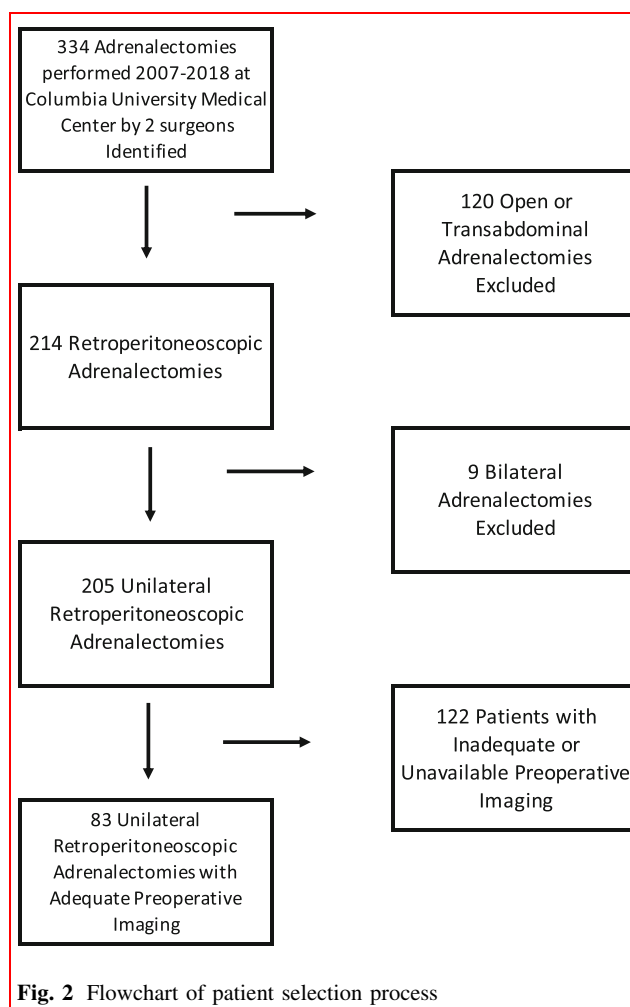 334 Adrenalectomies
performed 2007-2018 at
Columbia University Medical
Center by 2 surgeons
Identified
120 Open or
Transabdominal
Adrenalectomies
Excluded
214 Retroperitoneoscopic
Adrenalectomies
9 Bilateral
Adrenalectomies
Excluded
205 Unilateral
Retroperitoneoscopic
Adrenalectomies
122 Patients with
Inadequate or
Unavailable Preoperative
Imaging
83 Unilateral
Retroperitoneoscopic
Adrenalectomies with
Adequate Preoperative
Imaging
Fig. 2 Flowchart of patient selection process